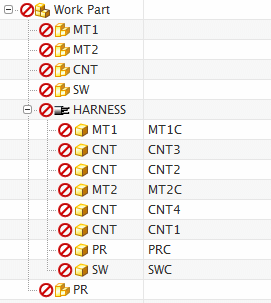 Work Part
MT1
MT2
CNT
SW
HARNESS
MT1 MT1C
CNT CNT3
CNT CNT2
MT2 MT2C
CNT CNT4
CNT CNT1
PR PRC
SW SWC
PR